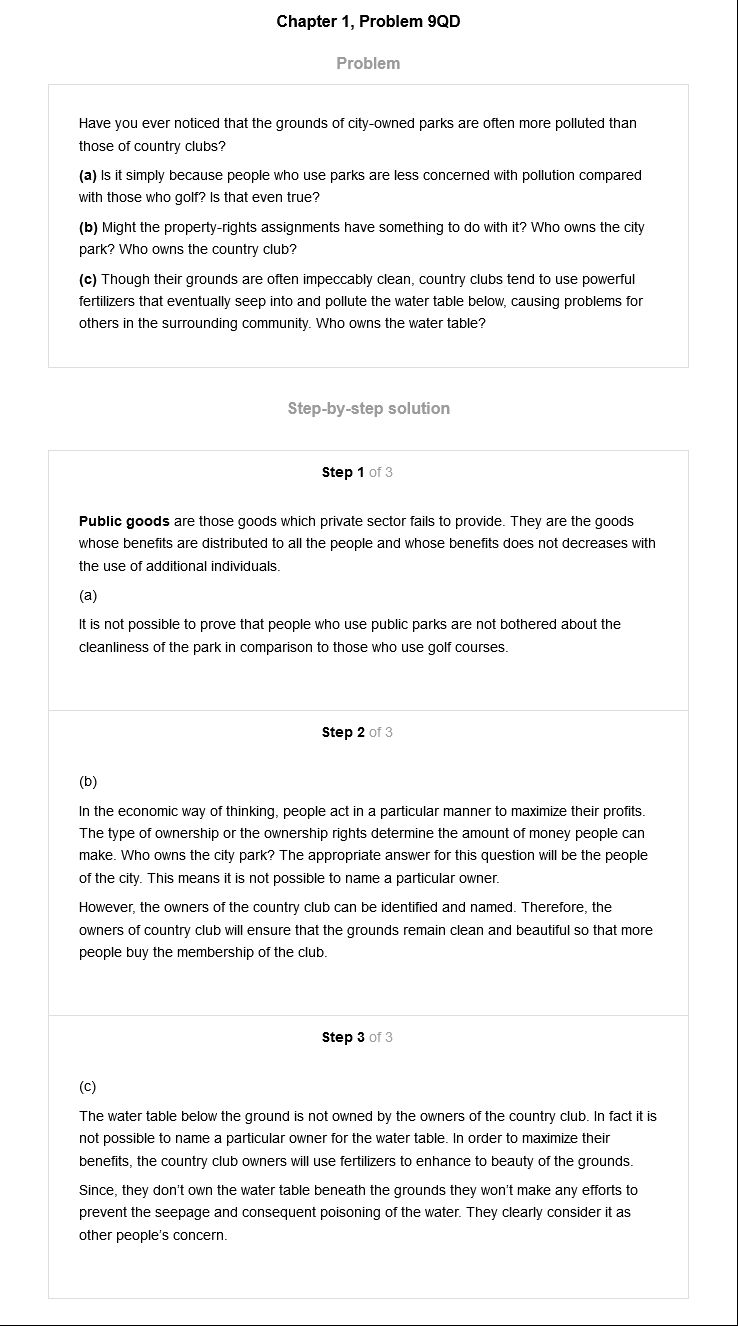 Chapter 1, Problem 9QD
Problem
Have you ever noticed that the grounds of city-owned parks are often more polluted than
those of country clubs?
(a) Is it simply because people who use parks are less concerned with pollution compared
with those who golf? Is that even true?
(b) Might the property-rights assignments have something to do with it? Who owns the city
park? Who owns the country club?
(c) Though their grounds are often impeccably clean, country clubs tend to use powerful
fertilizers that eventually seep into and pollute the water table below, causing problems for
others in the surrounding community. Who owns the water table?
Step-by-step solution
Step 1 of 3
Public goods are those goods which private sector fails to provide. They are the goods
whose benefits are distributed to all the people and whose benefits does not decreases with
the use of additional individuals.
(a)
It is not possible to prove that people who use public parks are not bothered about the
cleanliness of the park in comparison to those who use golf courses.
Step 2 of 3
(b)
In the economic way of thinking, people act in a particular manner to maximize their profits.
The type of ownership or the ownership rights determine the amount of money people can
make. Who owns the city park? The appropriate answer for this question will be the people
of the city. This means it is not possible to name a particular owner.
However, the owners of the country club can be identified and named. Therefore, the
owners of country club will ensure that the grounds remain clean and beautiful so that more
people buy the membership of the club.
Step 3 of 3
(c)
The water table below the ground is not owned by the owners of the country club. In fact it is
not possible to name a particular owner for the water table. In order to maximize their
benefits, the country club owners will use fertilizers to enhance to beauty of the grounds.
Since, they don't own the water table beneath the grounds they won't make any efforts to
prevent the seepage and consequent poisoning of the water. They clearly consider it as
other people's concern.